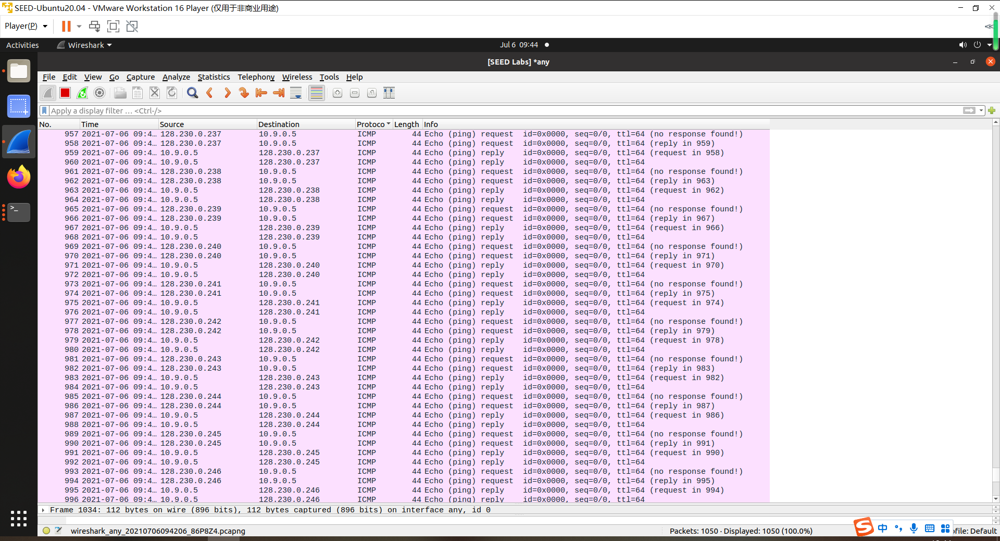 SEED-Ubuntu20.04 - VMware Workstation 16 Player (仅用于非商业用途)
Player(P)
Activities Wireshark Jul 6 09:44
[SEED Labs] *any
File Edit View Go Capture Analyze Statistics Telephony Wireless Tools Help
Apply a display filter … <Ctrl-/>
No. Time Source Destination Protoco Length Info
957 2021-07-06 09:4… 128.230.0.237 10.9.0.5 ICMP 44 Echo (ping) request id=0x0000, seq=0/0, ttl=64 (no response found!)
958 2021-07-06 09:4… 128.230.0.237 10.9.0.5 ICMP 44 Echo (ping) request id=0x0000, seq=0/0, ttl=64 (reply in 959)
959 2021-07-06 09:4… 10.9.0.5 128.230.0.237 ICMP 44 Echo (ping) reply id=0x0000, seq=0/0, ttl=64 (request in 958)
960 2021-07-06 09:4… 10.9.0.5 128.230.0.237 ICMP 44 Echo (ping) reply id=0x0000, seq=0/0, ttl=64
961 2021-07-06 09:4… 128.230.0.238 10.9.0.5 ICMP 44 Echo (ping) request id=0x0000, seq=0/0, ttl=64 (no response found!)
962 2021-07-06 09:4… 128.230.0.238 10.9.0.5 ICMP 44 Echo (ping) request id=0x0000, seq=0/0, ttl=64 (reply in 963)
963 2021-07-06 09:4… 10.9.0.5 128.230.0.238 ICMP 44 Echo (ping) reply id=0x0000, seq=0/0, ttl=64 (request in 962)
964 2021-07-06 09:4… 10.9.0.5 128.230.0.238 ICMP 44 Echo (ping) reply id=0x0000, seq=0/0, ttl=64
965 2021-07-06 09:4… 128.230.0.239 10.9.0.5 ICMP 44 Echo (ping) request id=0x0000, seq=0/0, ttl=64 (no response found!)
966 2021-07-06 09:4… 128.230.0.239 10.9.0.5 ICMP 44 Echo (ping) request id=0x0000, seq=0/0, ttl=64 (reply in 967)
967 2021-07-06 09:4… 10.9.0.5 128.230.0.239 ICMP 44 Echo (ping) reply id=0x0000, seq=0/0, ttl=64 (request in 966)
968 2021-07-06 09:4… 10.9.0.5 128.230.0.239 ICMP 44 Echo (ping) reply id=0x0000, seq=0/0, ttl=64
969 2021-07-06 09:4… 128.230.0.240 10.9.0.5 ICMP 44 Echo (ping) request id=0x0000, seq=0/0, ttl=64 (no response found!)
970 2021-07-06 09:4… 128.230.0.240 10.9.0.5 ICMP 44 Echo (ping) request id=0x0000, seq=0/0, ttl=64 (reply in 971)
971 2021-07-06 09:4… 10.9.0.5 128.230.0.240 ICMP 44 Echo (ping) reply id=0x0000, seq=0/0, ttl=64 (request in 970)
972 2021-07-06 09:4… 10.9.0.5 128.230.0.240 ICMP 44 Echo (ping) reply id=0x0000, seq=0/0, ttl=64
973 2021-07-06 09:4… 128.230.0.241 10.9.0.5 ICMP 44 Echo (ping) request id=0x0000, seq=0/0, ttl=64 (no response found!)
974 2021-07-06 09:4… 128.230.0.241 10.9.0.5 ICMP 44 Echo (ping) request id=0x0000, seq=0/0, ttl=64 (reply in 975)
975 2021-07-06 09:4… 10.9.0.5 128.230.0.241 ICMP 44 Echo (ping) reply id=0x0000, seq=0/0, ttl=64 (request in 974)
976 2021-07-06 09:4… 10.9.0.5 128.230.0.241 ICMP 44 Echo (ping) reply id=0x0000, seq=0/0, ttl=64
977 2021-07-06 09:4… 128.230.0.242 10.9.0.5 ICMP 44 Echo (ping) request id=0x0000, seq=0/0, ttl=64 (no response found!)
978 2021-07-06 09:4… 128.230.0.242 10.9.0.5 ICMP 44 Echo (ping) request id=0x0000, seq=0/0, ttl=64 (reply in 979)
979 2021-07-06 09:4… 10.9.0.5 128.230.0.242 ICMP 44 Echo (ping) reply id=0x0000, seq=0/0, ttl=64 (request in 978)
980 2021-07-06 09:4… 10.9.0.5 128.230.0.242 ICMP 44 Echo (ping) reply id=0x0000, seq=0/0, ttl=64
981 2021-07-06 09:4… 128.230.0.243 10.9.0.5 ICMP 44 Echo (ping) request id=0x0000, seq=0/0, ttl=64 (no response found!)
982 2021-07-06 09:4… 128.230.0.243 10.9.0.5 ICMP 44 Echo (ping) request id=0x0000, seq=0/0, ttl=64 (reply in 983)
983 2021-07-06 09:4… 10.9.0.5 128.230.0.243 ICMP 44 Echo (ping) reply id=0x0000, seq=0/0, ttl=64 (request in 982)
984 2021-07-06 09:4… 10.9.0.5 128.230.0.243 ICMP 44 Echo (ping) reply id=0x0000, seq=0/0, ttl=64
985 2021-07-06 09:4… 128.230.0.244 10.9.0.5 ICMP 44 Echo (ping) request id=0x0000, seq=0/0, ttl=64 (no response found!)
986 2021-07-06 09:4… 128.230.0.244 10.9.0.5 ICMP 44 Echo (ping) request id=0x0000, seq=0/0, ttl=64 (reply in 987)
987 2021-07-06 09:4… 10.9.0.5 128.230.0.244 ICMP 44 Echo (ping) reply id=0x0000, seq=0/0, ttl=64 (request in 986)
988 2021-07-06 09:4… 10.9.0.5 128.230.0.244 ICMP 44 Echo (ping) reply id=0x0000, seq=0/0, ttl=64
989 2021-07-06 09:4… 128.230.0.245 10.9.0.5 ICMP 44 Echo (ping) request id=0x0000, seq=0/0, ttl=64 (no response found!)
990 2021-07-06 09:4… 128.230.0.245 10.9.0.5 ICMP 44 Echo (ping) request id=0x0000, seq=0/0, ttl=64 (reply in 991)
991 2021-07-06 09:4… 10.9.0.5 128.230.0.245 ICMP 44 Echo (ping) reply id=0x0000, seq=0/0, ttl=64 (request in 990)
992 2021-07-06 09:4… 10.9.0.5 128.230.0.245 ICMP 44 Echo (ping) reply id=0x0000, seq=0/0, ttl=64
993 2021-07-06 09:4… 128.230.0.246 10.9.0.5 ICMP 44 Echo (ping) request id=0x0000, seq=0/0, ttl=64 (no response found!)
994 2021-07-06 09:4… 128.230.0.246 10.9.0.5 ICMP 44 Echo (ping) request id=0x0000, seq=0/0, ttl=64 (reply in 995)
995 2021-07-06 09:4… 10.9.0.5 128.230.0.246 ICMP 44 Echo (ping) reply id=0x0000, seq=0/0, ttl=64 (request in 994)
996 2021-07-06 09:4… 10.9.0.5 128.230.0.246 ICMP 44 Echo (ping) reply id=0x0000, seq=0/0, ttl=64
Frame 1034: 112 bytes on wire (896 bits), 112 bytes captured (896 bits) on interface any, id 0
wireshark_any_20210706094206_86P8Z4.pcapng Packets: 1050 · Displayed: 1050 (100.0%) 中 ofile: Default